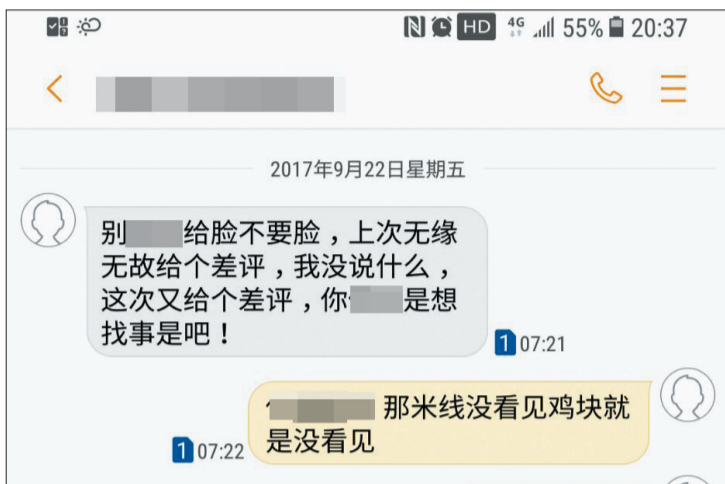 HD 4G 55% 20:37
2017年9月22日星期五
别 给脸不要脸，上次无缘
无故给个差评，我没说什么，
这次又给个差评，你 是想
找事是吧！
1 07:21
那米线没看见鸡块就
是没看见
1 07:22